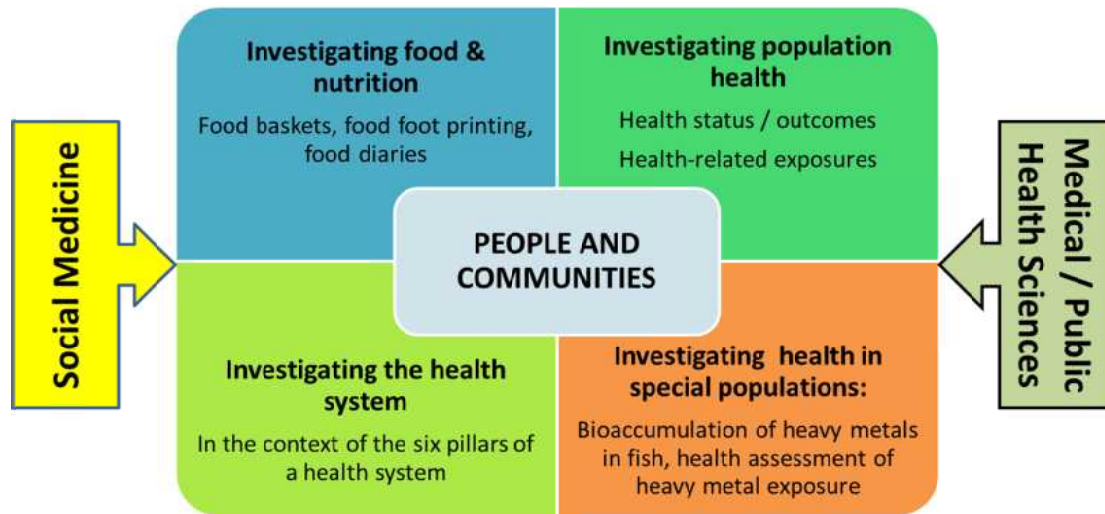 Social Medicine
Investigating food &
nutrition
Food baskets, food foot printing,
food diaries
Investigating population
health
Health status / outcomes
Health-related exposures
PEOPLE AND
COMMUNITIES
Investigating the health
system
In the context of the six pillars of
a health system
Investigating  health in
special populations:
Bioaccumulation of heavy metals
in fish, health assessment of
heavy metal exposure
Medical / Public
Health Sciences